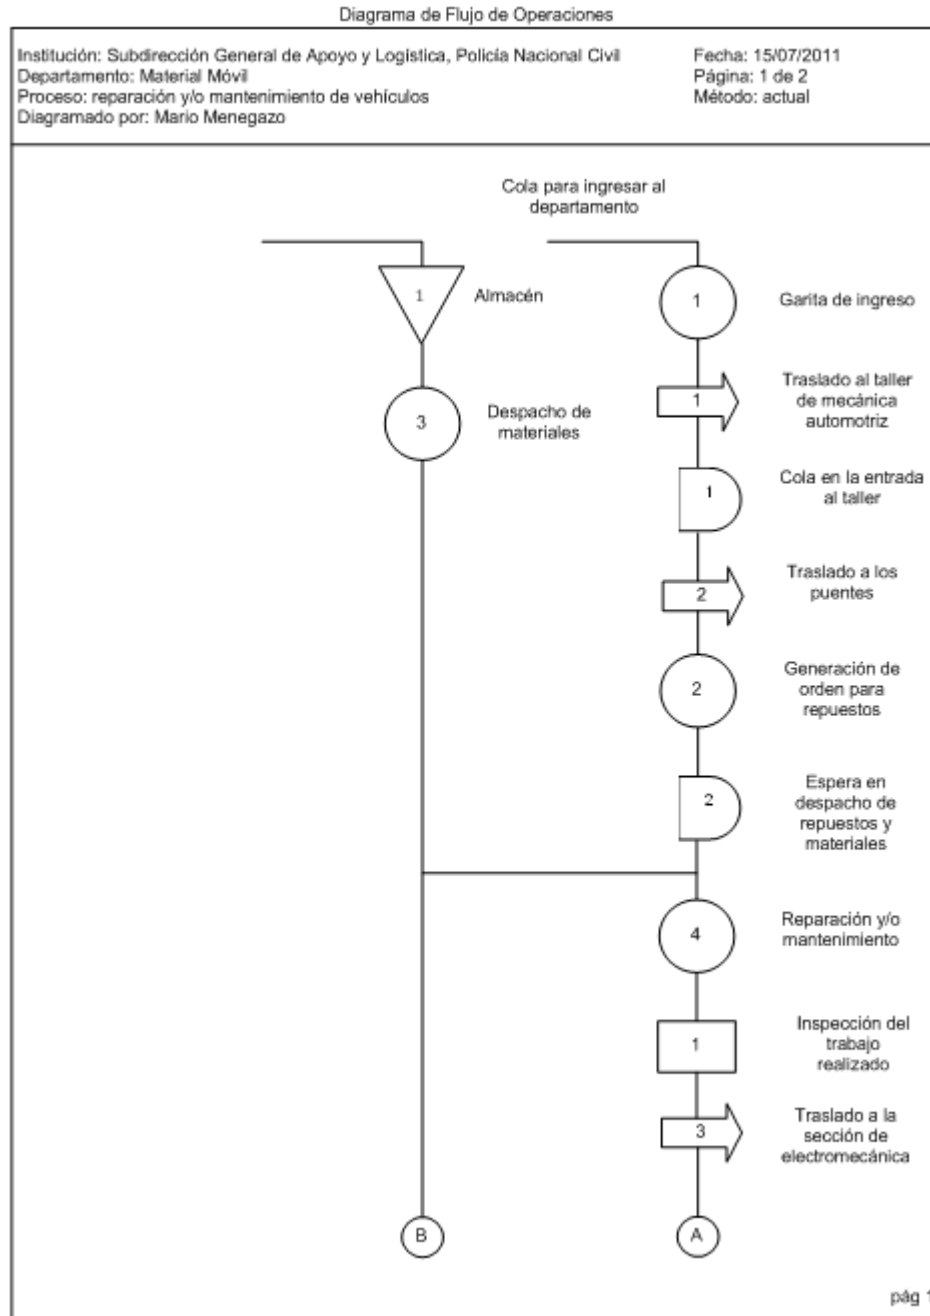 Diagrama de Flujo de Operaciones
Institución: Subdirección General de Apoyo y Logística, Policía Nacional Civil
Fecha: 15/07/2011
Departamento: Material Móvil
Página: 1 de 2
Proceso: reparación y/o mantenimiento de vehículos
Método: actual
Diagramado por: Mario Menegazo
Cola para ingresar al
departamento
1
Almacén
1
Garita de ingreso
3
Despacho de
materiales
1
Traslado al taller
de mecánica
automotriz
1
Cola en la entrada
al taller
2
Traslado a los
puentes
2
Generación de
orden para
repuestos
2
Espera en
despacho de
repuestos y
materiales
4
Reparación y/o
mantenimiento
1
Inspección del
trabajo
realizado
3
Traslado a la
sección de
electromecánica
B
A
pág 1